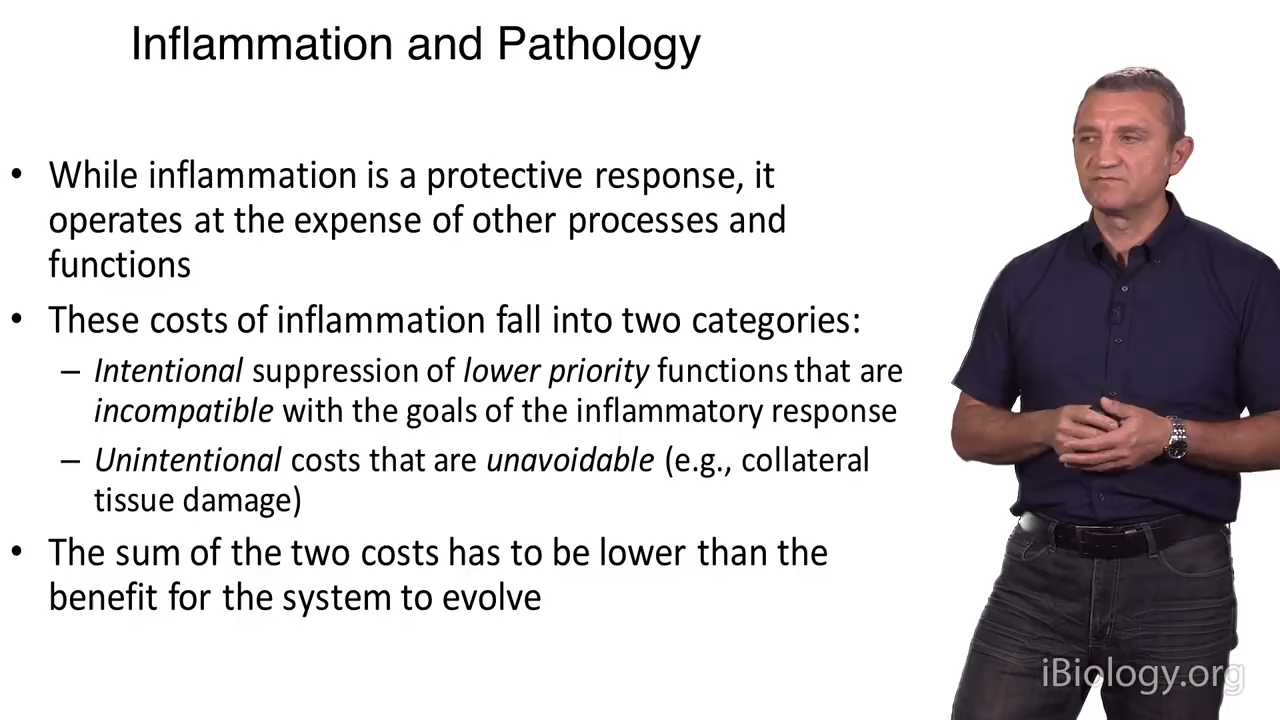 Inflammation and Pathology
• While inflammation is a protective response, it
operates at the expense of other processes and
functions
• These costs of inflammation fall into two categories:
– Intentional suppression of lower priority functions that are
incompatible with the goals of the inflammatory response
– Unintentional costs that are unavoidable (e.g., collateral
tissue damage)
• The sum of the two costs has to be lower than the
benefit for the system to evolve
iBiology.org